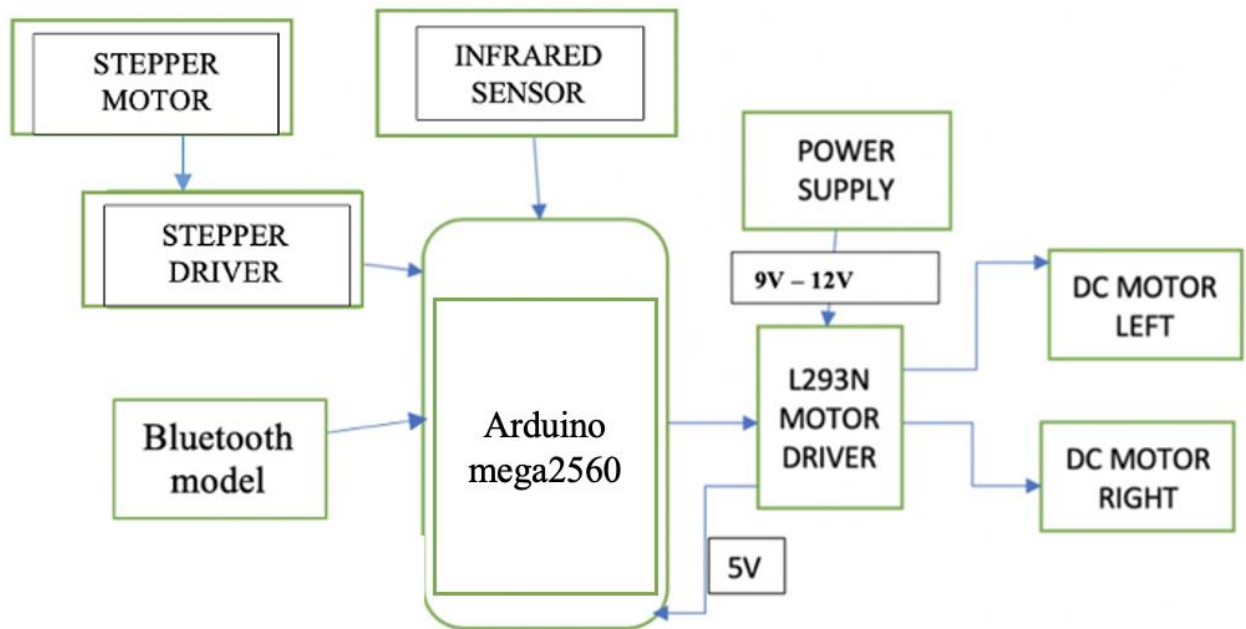 STEPPER
MOTOR
INFRARED
SENSOR
POWER
SUPPLY
STEPPER
DRIVER
9V – 12V
DC MOTOR
LEFT
L293N
MOTOR
DRIVER
Bluetooth
model
Arduino
mega2560
DC MOTOR
RIGHT
5V